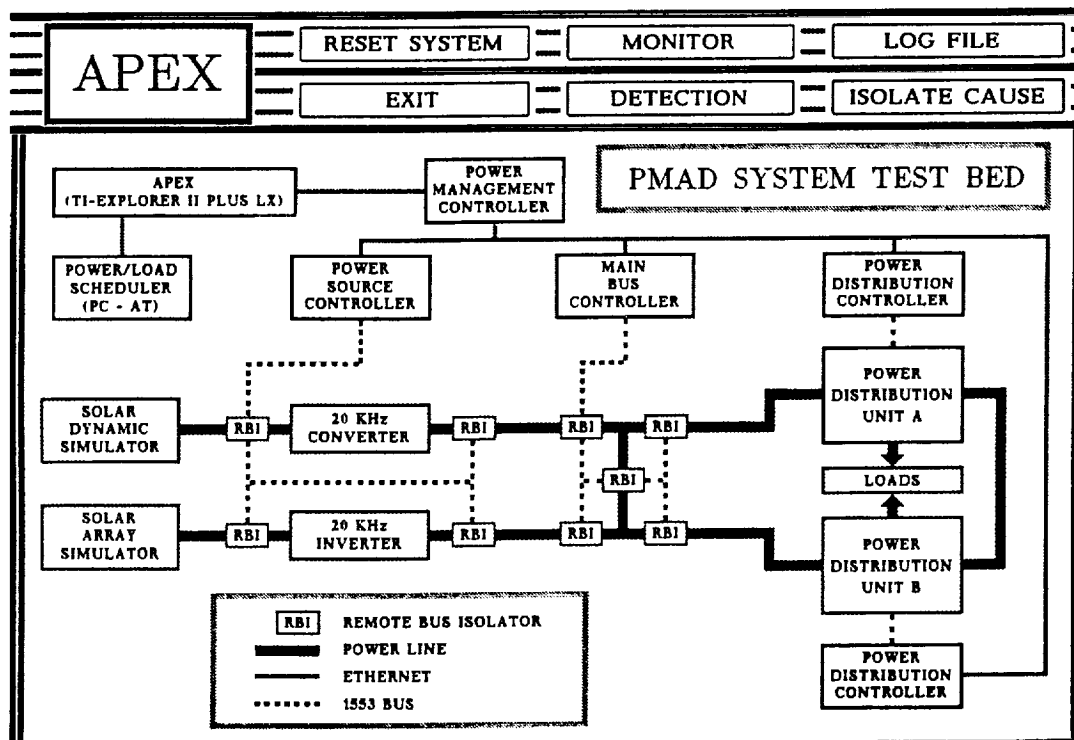 APEX
RESET SYSTEM
MONITOR
LOG FILE
EXIT
DETECTION
ISOLATE CAUSE
PMAD SYSTEM TEST BED
APEX
(TI-EXPLORER II PLUS LX)
POWER
MANAGEMENT
CONTROLLER
POWER/LOAD
SCHEDULER
(PC - AT)
POWER
SOURCE
CONTROLLER
MAIN
BUS
CONTROLLER
POWER
DISTRIBUTION
CONTROLLER
SOLAR
DYNAMIC
SIMULATOR
RBI
20 KHz
CONVERTER
RBI
RBI
RBI
POWER
DISTRIBUTION
UNIT A
RBI
LOADS
SOLAR
ARRAY
SIMULATOR
RBI
20 KHz
INVERTER
RBI
RBI
RBI
POWER
DISTRIBUTION
UNIT B
RBI REMOTE BUS ISOLATOR
POWER LINE
ETHERNET
1553 BUS
POWER
DISTRIBUTION
CONTROLLER